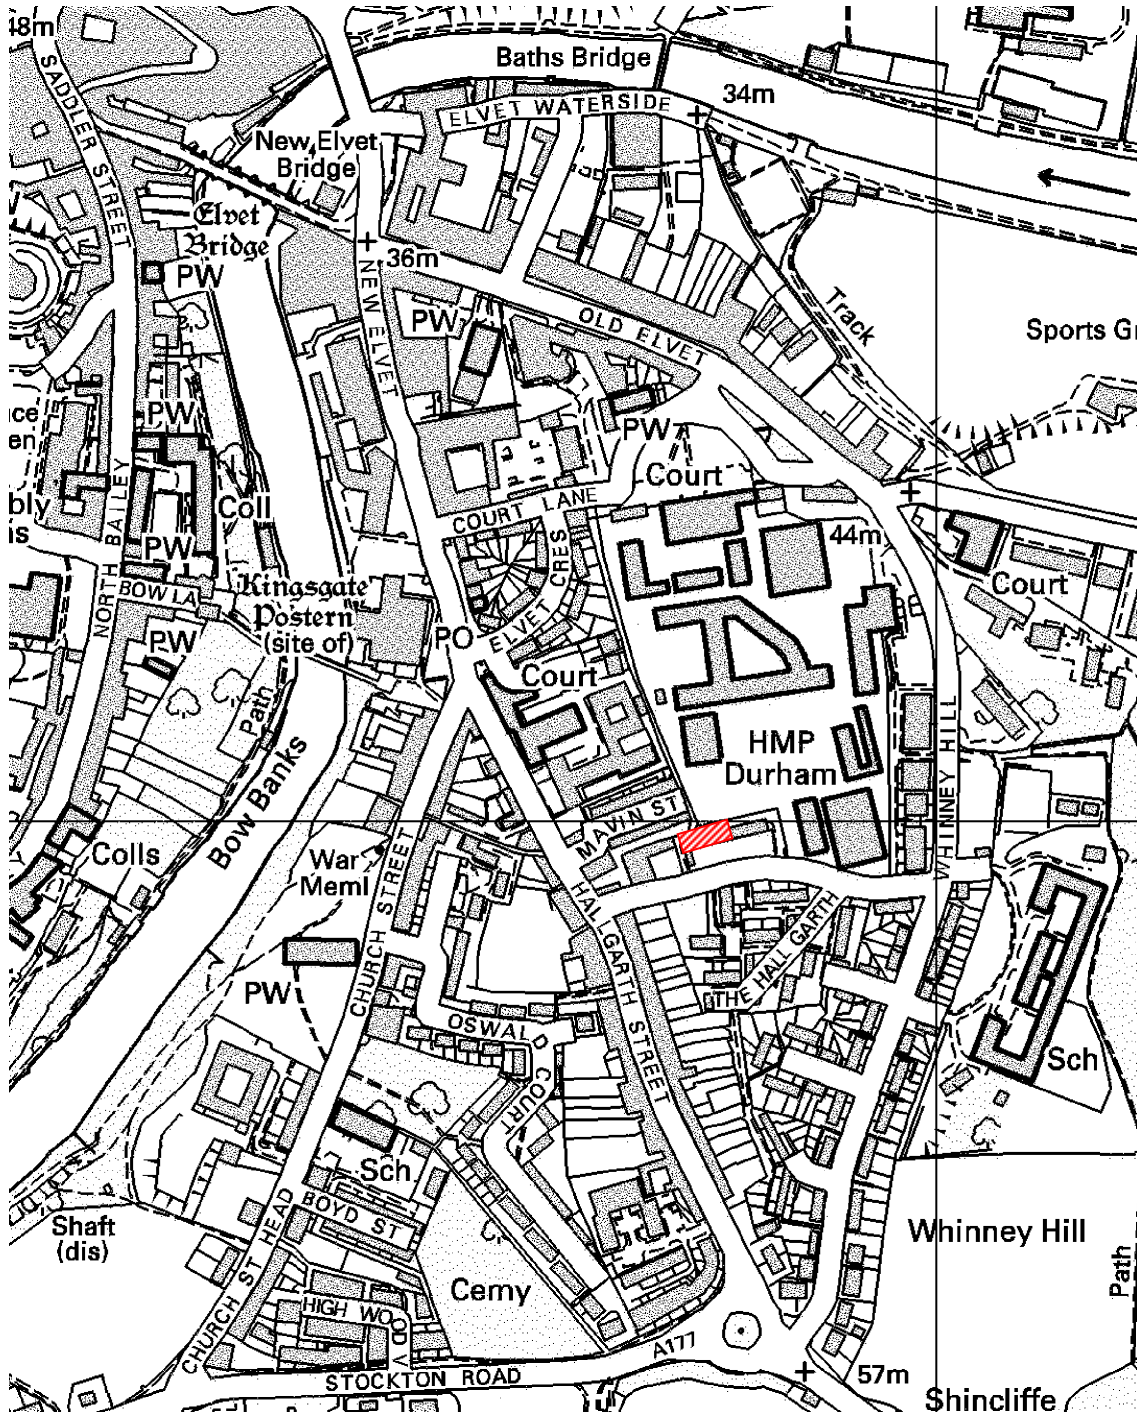 48m
SADDLER STREET
Baths Bridge
ELVET WATERSIDE
34m
New Elvet
Bridge
Elvet
Bridge
PW
36m
NEW ELVET
PW
OLD ELVET
Track
Sports Gr
PW
PW
Court
ce
en
bly
ns
NORTH BAILEY
Coll
COURT LANE
44m
PW
BOW LA
Kingsgate
Postern
(site of)
PW
PO
ELVET CRES
Court
Court
Path
Bow Banks
HMP
Durham
WHINNEY HILL
MAVIN ST
Colls
War
Meml
CHURCH STREET
HALLGARTH STREET
THE HALL GARTH
PW
OSWALD COURT
Sch
Sch
BOYD ST
Shaft
(dis)
CHURCH ST HEAD
Whinney Hill
Path
Cemy
HIGH WOOD V
A177
STOCKTON ROAD
57m
Shincliffe